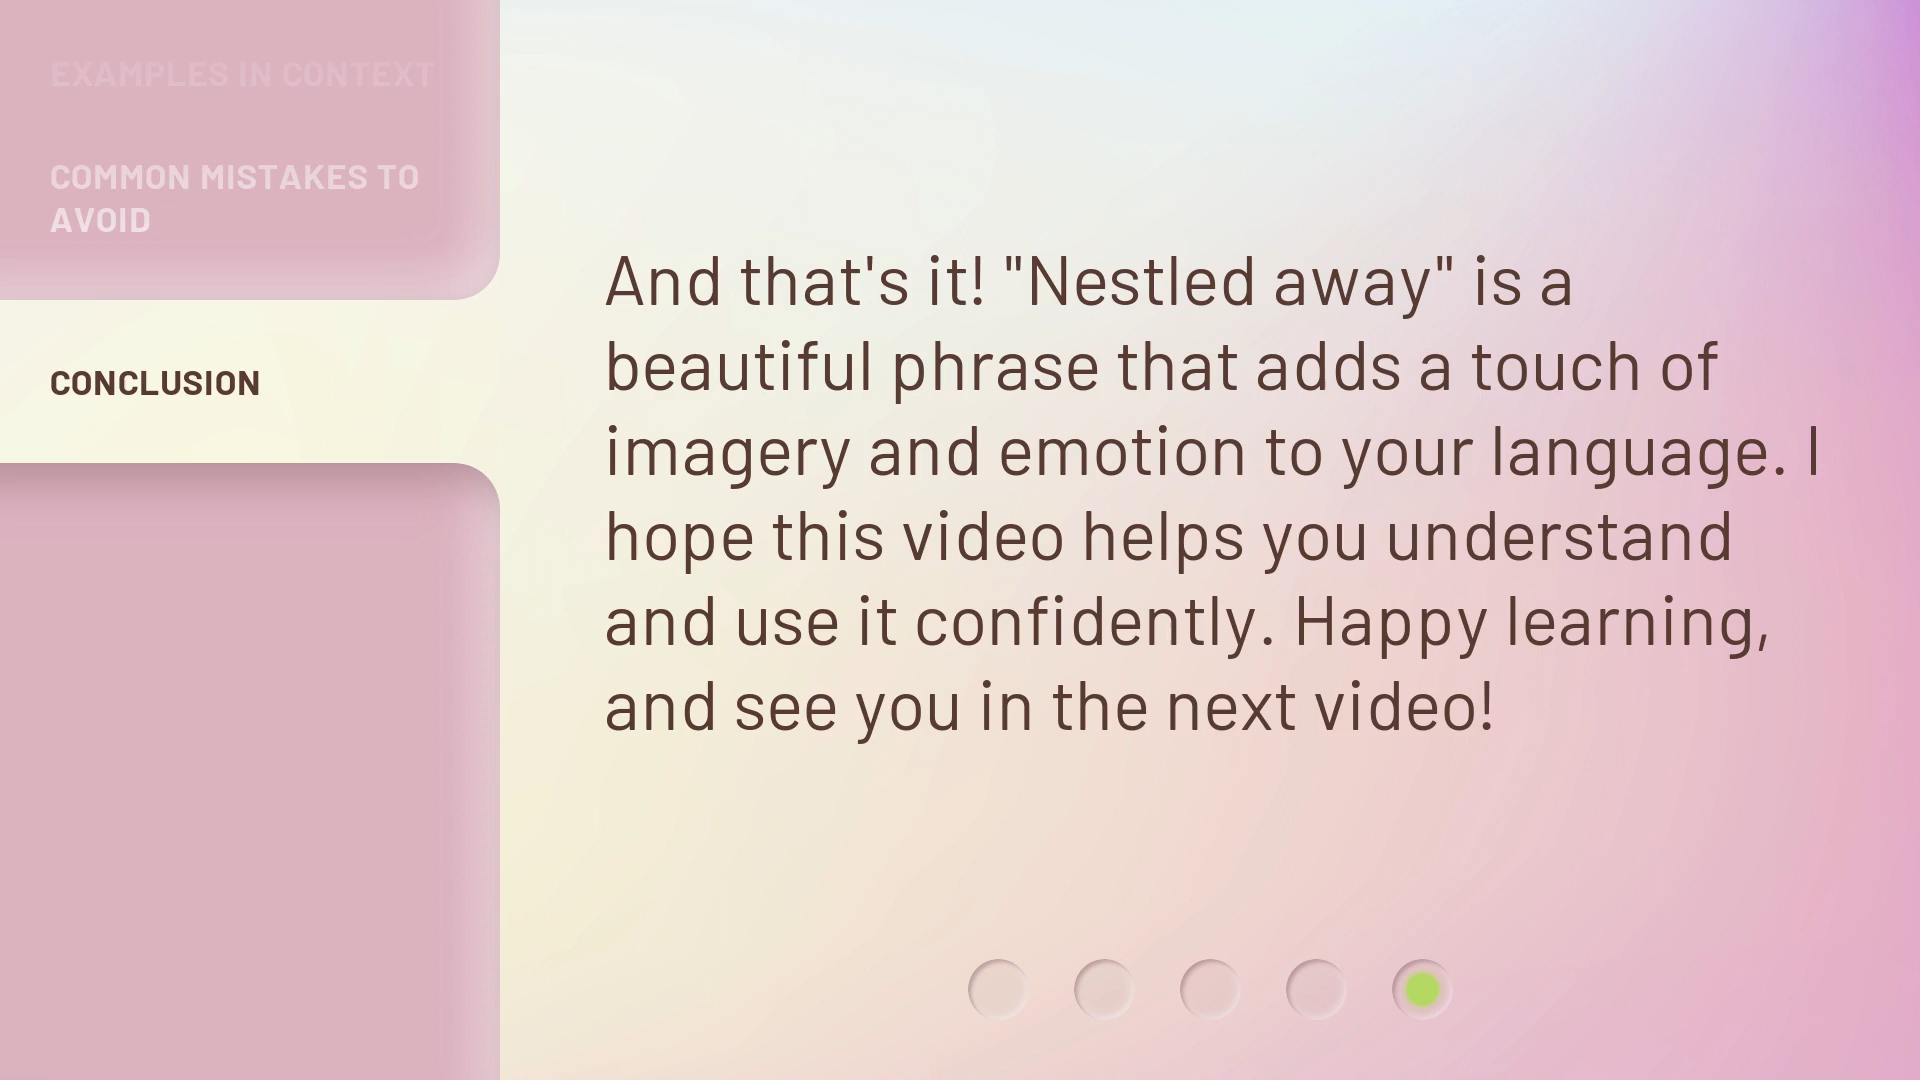 EXAMPLES IN CONTEXT
COMMON MISTAKES TO
AVOID
CONCLUSION
And that's it! "Nestled away" is a
beautiful phrase that adds a touch of
imagery and emotion to your language. I
hope this video helps you understand
and use it confidently. Happy learning,
and see you in the next video!